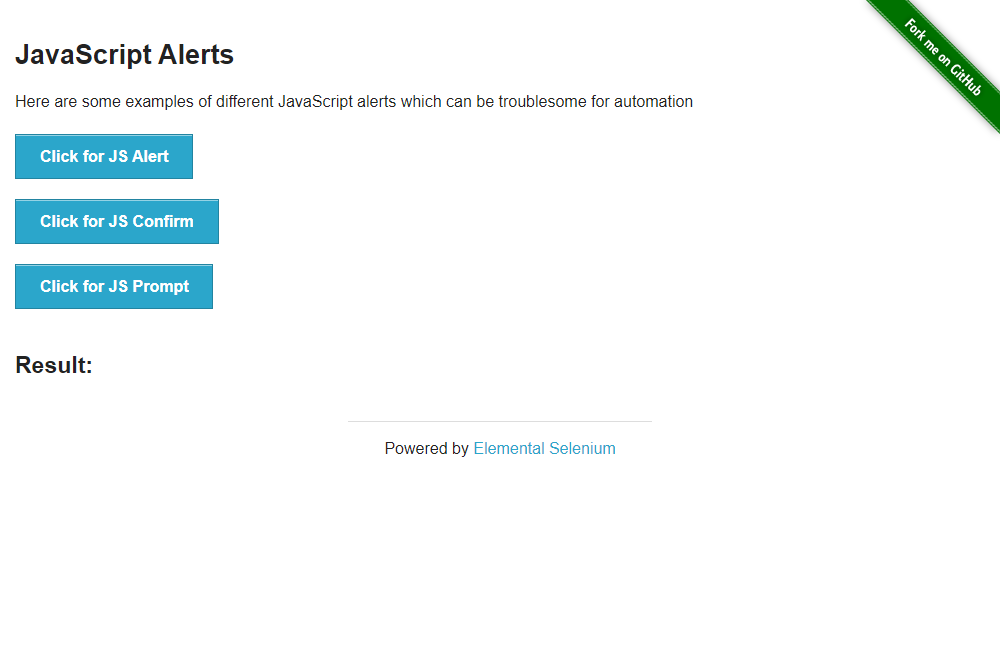 Fork me on GitHub
JavaScript Alerts
Here are some examples of different JavaScript alerts which can be troublesome for automation
Click for JS Alert
Click for JS Confirm
Click for JS Prompt
Result:
Powered by Elemental Selenium